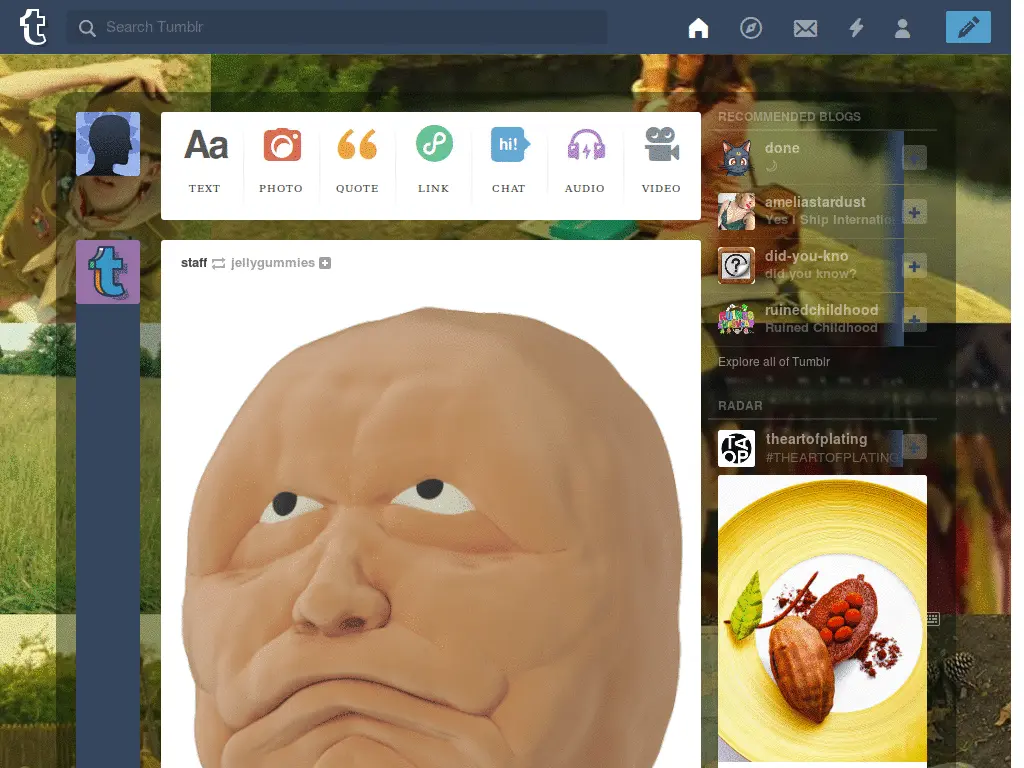 t
Search Tumblr
Aa
hi!
TEXT
PHOTO
QUOTE
LINK
CHAT
AUDIO
VIDEO
t
staff jellygummies
RECOMMENDED BLOGS
done
ameliastardust
Yes I Ship Internatio
did-you-kno
did you know?
ruinedchildhood
Ruined Childhood
Explore all of Tumblr
RADAR
TAOP
theartofplating
#THEARTOFPLATING